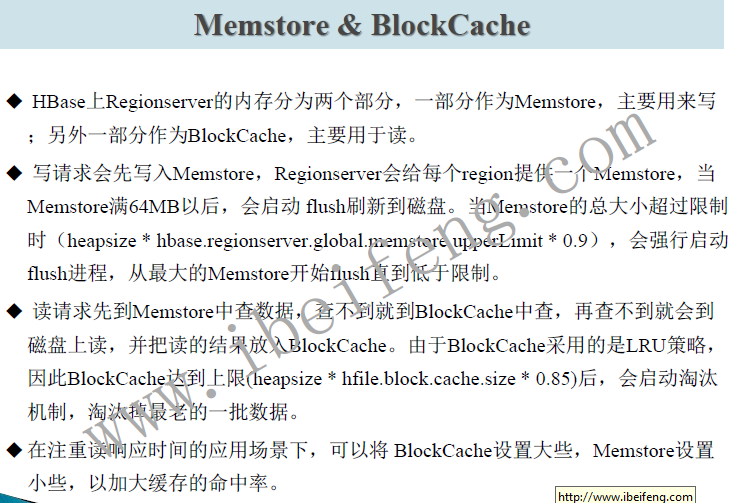 Memstore & BlockCache
◆ HBase上Regionserver的内存分为两个部分，一部分作为Memstore，主要用来写
；另外一部分作为BlockCache，主要用于读。
◆ 写请求会先写入Memstore，Regionserver会给每个region提供一个Memstore，当
Memstore满64MB以后，会启动 flush刷新到磁盘。当Memstore的总大小超过限制
时（heapsize * hbase.regionserver.global.memstore.upperLimit * 0.9），会强行启动
flush进程，从最大的Memstore开始flush直到低于限制。
◆ 读请求先到Memstore中查数据，查不到就到BlockCache中查，再查不到就会到
磁盘上读，并把读的结果放入BlockCache。由于BlockCache采用的是LRU策略，
因此BlockCache达到上限(heapsize * hfile.block.cache.size * 0.85)后，会启动淘汰
机制，淘汰掉最老的一批数据。
◆ 在注重读响应时间的应用场景下，可以将 BlockCache设置大些，Memstore设置
小些，以加大缓存的命中率。
www.ibeifeng.com
http://www.ibeifeng.com